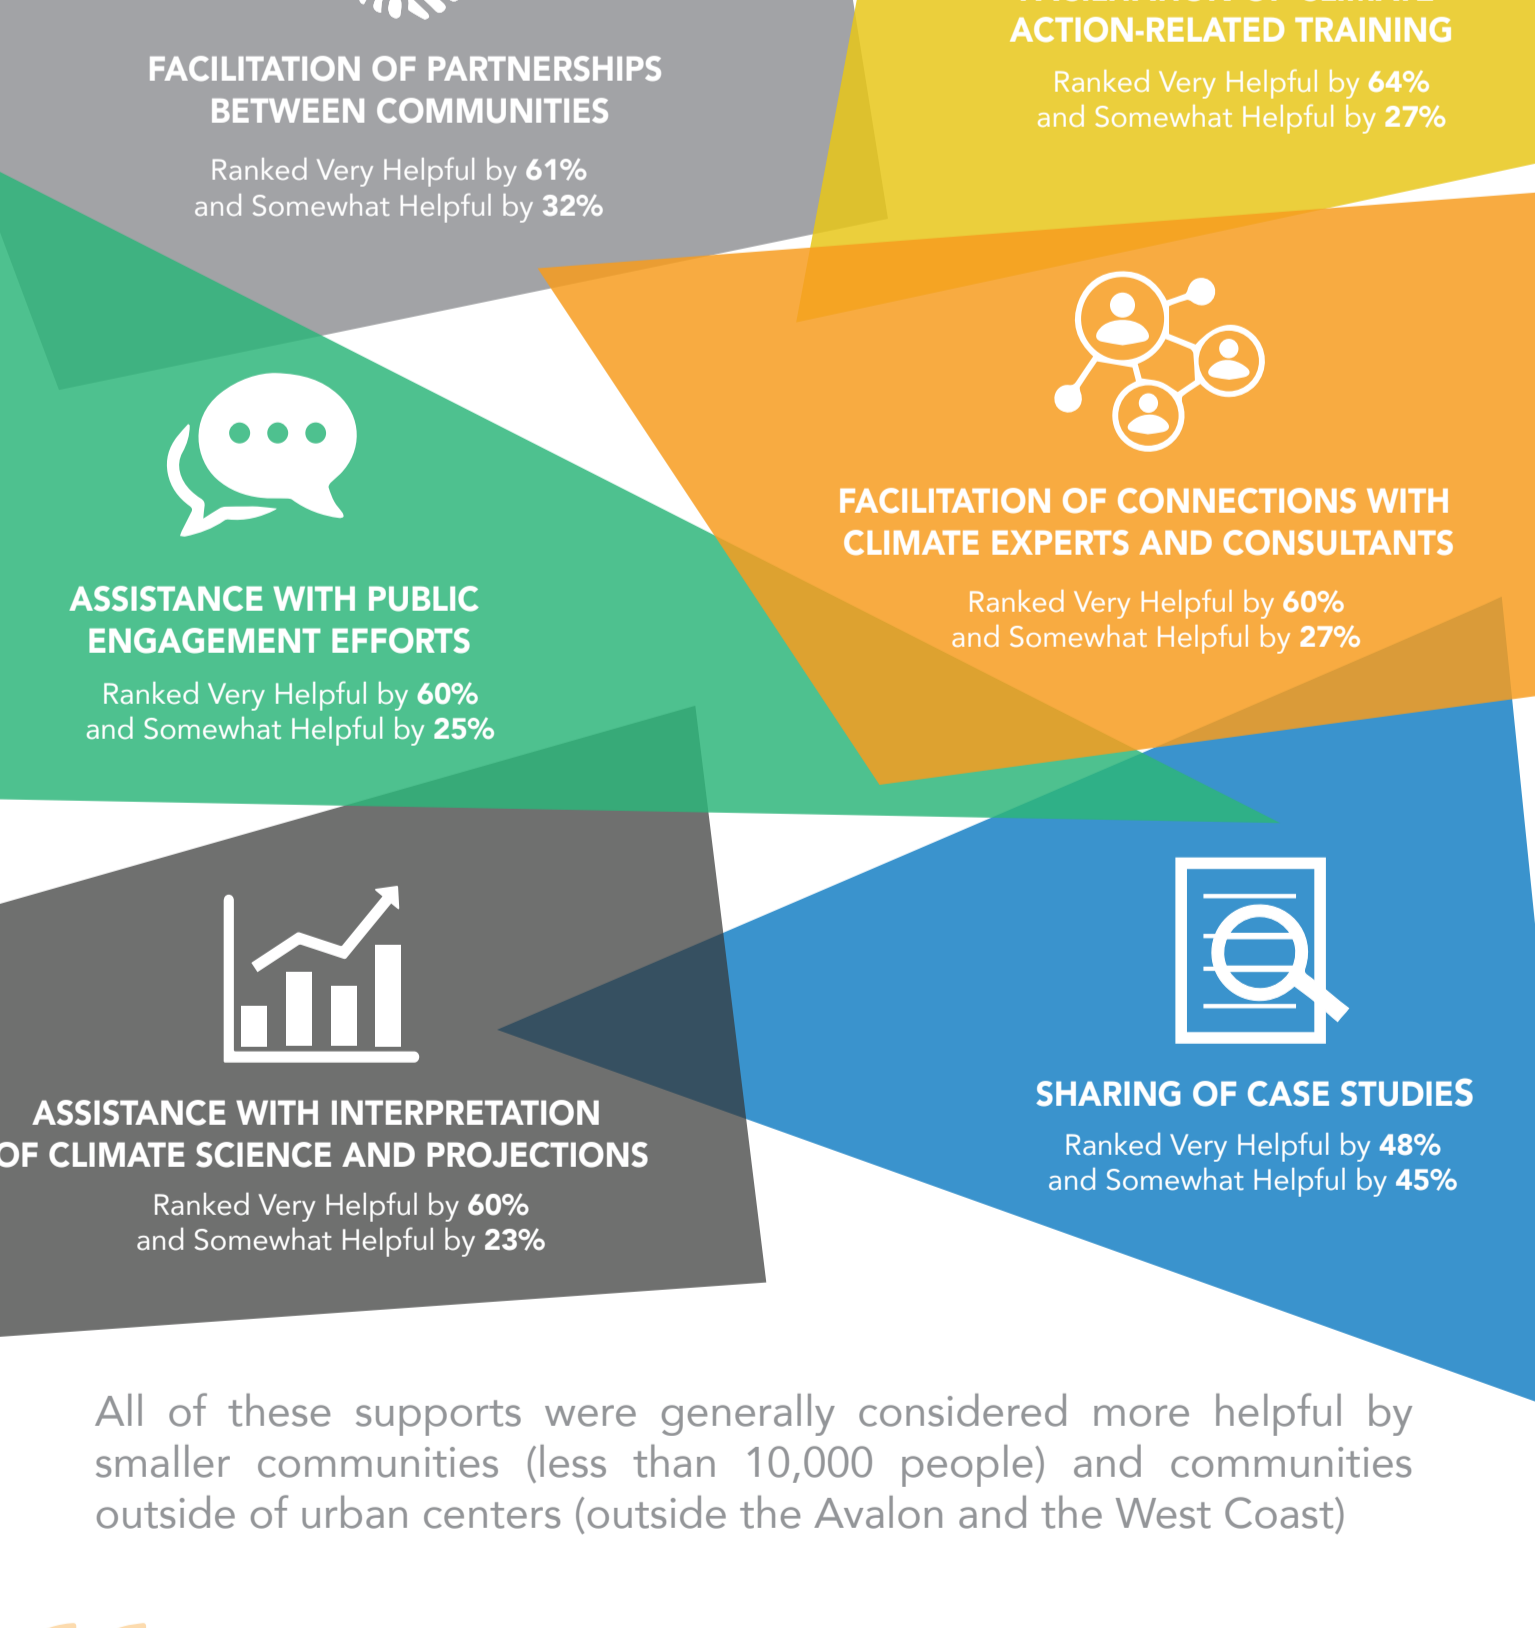 FACILITATION OF PARTNERSHIPS
BETWEEN COMMUNITIES
Ranked Very Helpful by 61%
and Somewhat Helpful by 32%
ACTION-RELATED TRAINING
Ranked Very Helpful by 64%
and Somewhat Helpful by 27%
FACILITATION OF CONNECTIONS WITH
CLIMATE EXPERTS AND CONSULTANTS
Ranked Very Helpful by 60%
and Somewhat Helpful by 27%
ASSISTANCE WITH PUBLIC
ENGAGEMENT EFFORTS
Ranked Very Helpful by 60%
and Somewhat Helpful by 25%
ASSISTANCE WITH INTERPRETATION
OF CLIMATE SCIENCE AND PROJECTIONS
Ranked Very Helpful by 60%
and Somewhat Helpful by 23%
SHARING OF CASE STUDIES
Ranked Very Helpful by 48%
and Somewhat Helpful by 45%
All of these supports were generally considered more helpful by
smaller communities (less than 10,000 people) and communities
outside of urban centers (outside the Avalon and the West Coast)